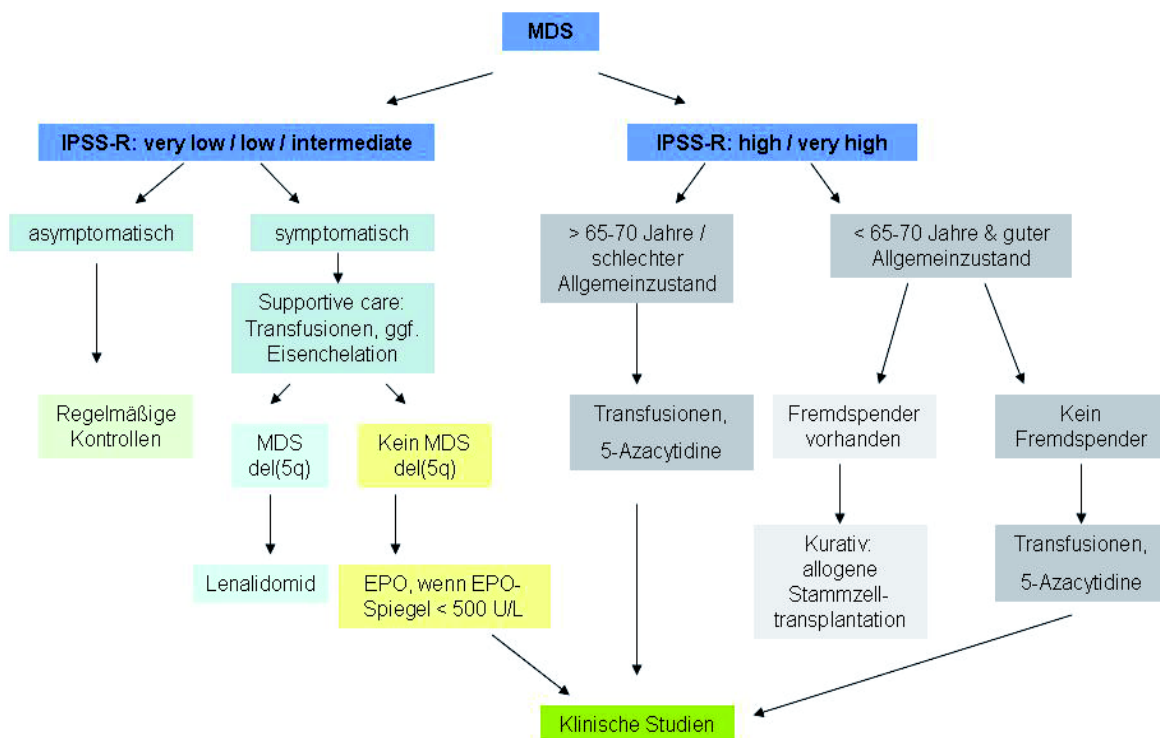 MDS
IPSS-R: very low / low / intermediate
IPSS-R: high / very high
asymptomatisch
symptomatisch
> 65-70 Jahre /
schlechter
Allgemeinzustand
< 65-70 Jahre & guter
Allgemeinzustand
Supportive care:
Transfusionen, ggf.
Eisenchelation
Regelmäßige
Kontrollen
MDS
del(5q)
Kein MDS
del(5q)
Transfusionen,
5-Azacytidine
Fremdspender
vorhanden
Kein
Fremdspender
Lenalidomid
EPO, wenn EPO-
Spiegel < 500 U/L
Kurativ:
allogene
Stammzell-
transplantation
Transfusionen,
5-Azacytidine
Klinische Studien